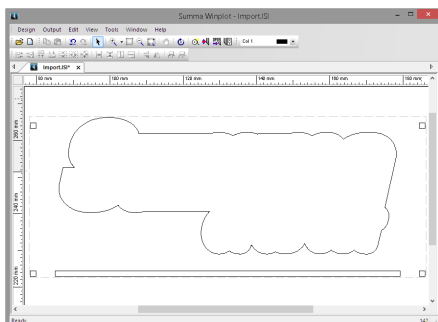 Summa Winplot - Import.ISI
Design Output Edit View Tools Window Help
Col 1
Import.ISI* ×
80 mm 100 mm 120 mm 140 mm 160 mm 180 mm
260 mm
240 mm
220 mm
Ready